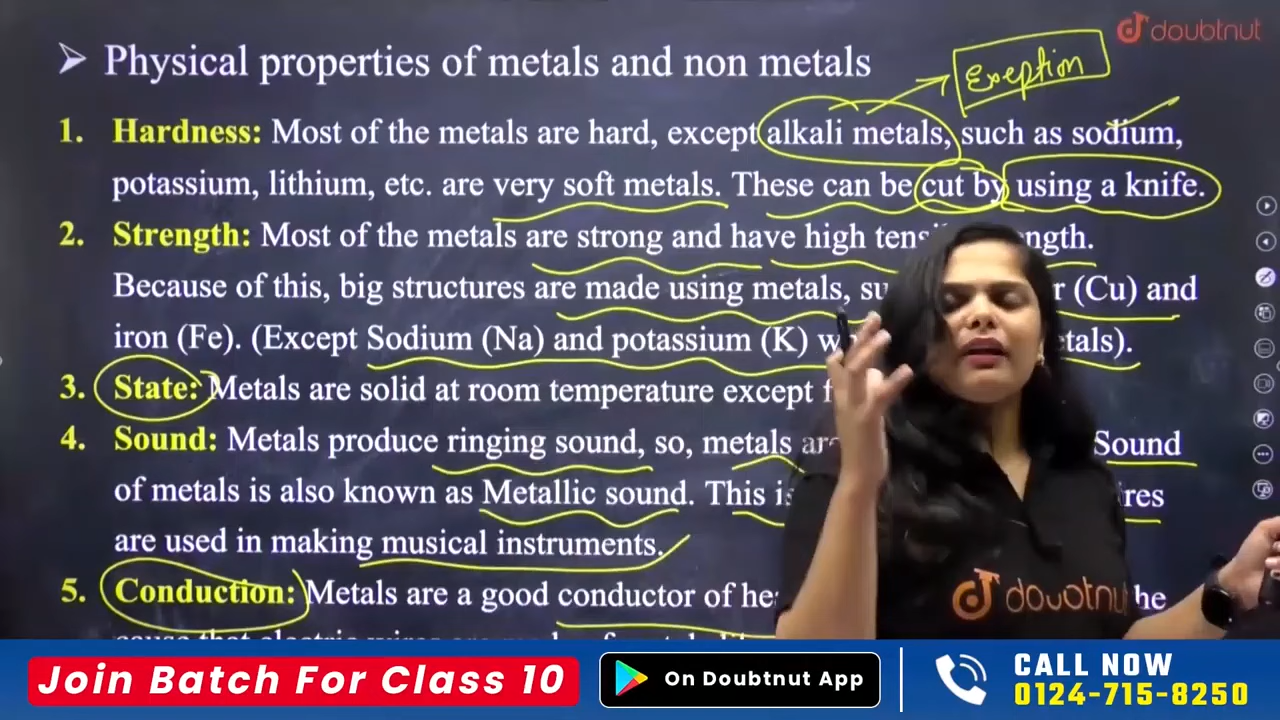 doubtnut
➤ Physical properties of metals and non metals
Exeption
1. Hardness: Most of the metals are hard, except alkali metals, such as sodium,
potassium, lithium, etc. are very soft metals. These can be cut by using a knife.
2. Strength: Most of the metals are strong and have high
Because of this, big structures are made using metals, (Cu) and
iron (Fe). (Except Sodium (Na) and potassium (K)
3. State: Metals are solid at room temperature except
4. Sound: Metals produce ringing sound, so, metals Sound
of metals is also known as Metallic sound. This
are used in making musical instruments.
5. Conduction: Metals are a good conductor of
doubtnut
Join Batch For Class 10
On Doubtnut App
CALL NOW
0124-715-8250